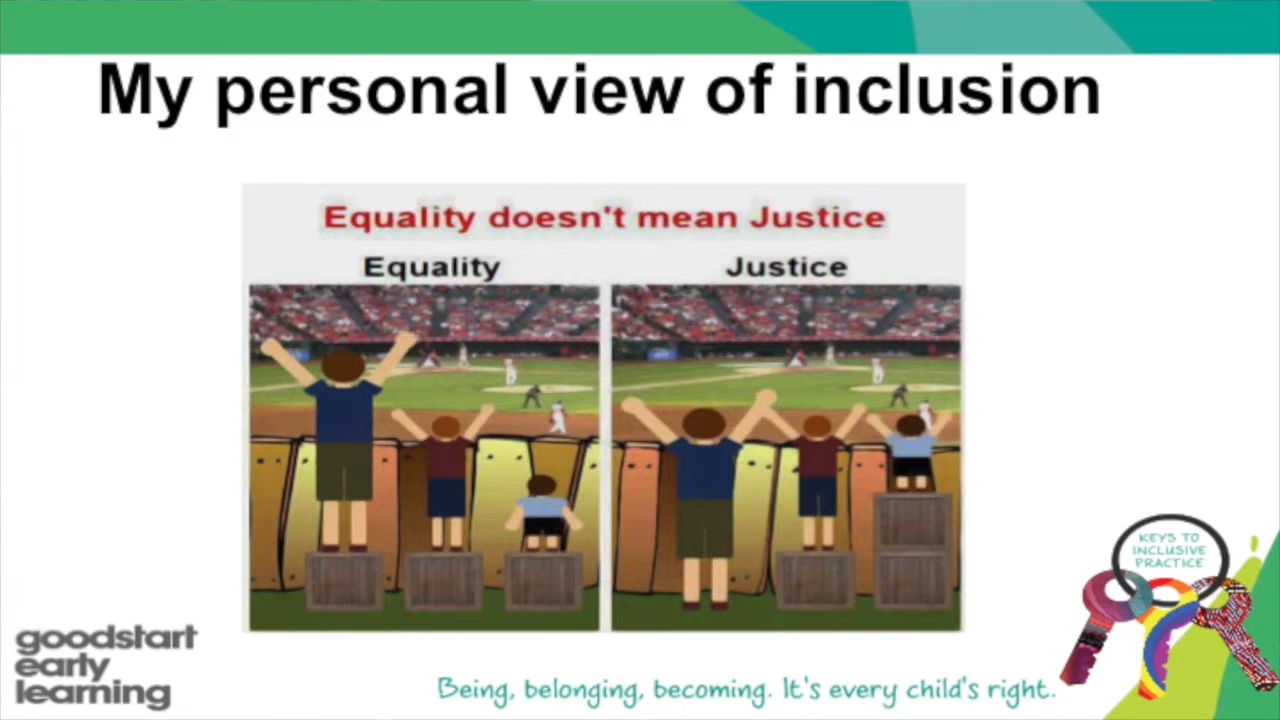 My personal view of inclusion
Equality doesn't mean Justice
Equality
Justice
KEYS TO
INCLUSIVE
PRACTICE
goodstart
early
learning
Being, belonging, becoming. It's every child's right.